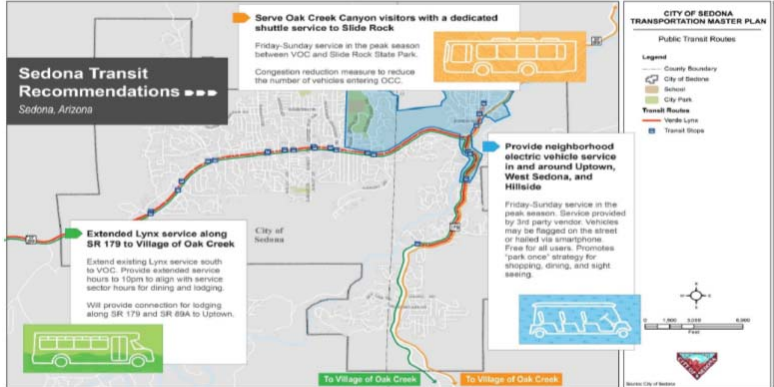 Serve Oak Creek Canyon visitors with a dedicated
shuttle service to Slide Rock
Friday-Sunday service in the peak season
between VOC and Slide Rock State Park.
Congestion reduction measure to reduce
the number of vehicles entering OCC.
Sedona Transit
Recommendations
Sedona, Arizona
Provide neighborhood
electric vehicle service
in and around Uptown,
West Sedona, and
Hillside
Friday-Sunday service in the
peak season. Service provided
by 3rd party vendor. Vehicles
may be flagged on the street
or hailed via smartphone.
Free for all users. Promotes
"park once" strategy for
shopping, dining, and sight
seeing.
Extended Lynx service along
SR 179 to Village of Oak Creek
Extend existing Lynx service south
to VOC. Provide extended service
hours to 10pm to align with service
sector hours for dining and lodging.
Will provide connection for lodging
along SR 179 and SR 89A to Uptown.
City of
Sedona
To Village of Oak Creek
To Village of Oak Creek
CITY OF SEDONA
TRANSPORTATION MASTER PLAN
Public Transit Routes
Legend
County Boundary
City of Sedona
School
City Park
Transit Routes
Verde Lynx
Transit Stops
Feet
Source: City of Sedona